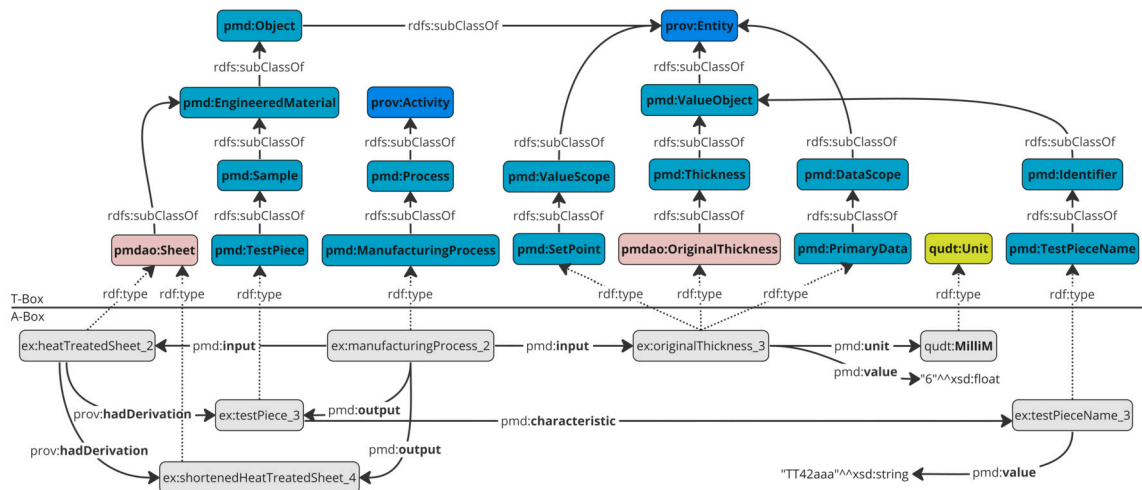 pmd:Object
rdfs:subClassOf
prov:Entity
rdfs:subClassOf
rdfs:subClassOf
pmd:EngineeredMaterial
prov:Activity
pmd:ValueObject
rdfs:subClassOf
rdfs:subClassOf
rdfs:subClassOf
rdfs:subClassOf
rdfs:subClassOf
rdfs:subClassOf
pmd:Sample
pmd:Process
pmd:ValueScope
pmd:Thickness
pmd:DataScope
pmd:Identifier
rdfs:subClassOf
rdfs:subClassOf
rdfs:subClassOf
rdfs:subClassOf
rdfs:subClassOf
rdfs:subClassOf
rdfs:subClassOf
pmdao:Sheet
pmd:TestPiece
pmd:ManufacturingProcess
pmd:SetPoint
pmdao:OriginalThickness
pmd:PrimaryData
qudt:Unit
pmd:TestPieceName
rdf:type
rdf:type
rdf:type
rdf:type
rdf:type
rdf:type
rdf:type
rdf:type
rdf:type
T-Box
A-Box
ex:heatTreatedSheet_2
pmd:input
ex:manufacturingProcess_2
pmd:input
ex:originalThickness_3
pmd:unit
qudt:MilliM
pmd:value
"6"^^xsd:float
prov:hadDerivation
ex:testPiece_3
pmd:output
pmd:characteristic
ex:testPieceName_3
prov:hadDerivation
pmd:output
ex:shortenedHeatTreatedSheet_4
"TT42aaa"^^xsd:string
pmd:value